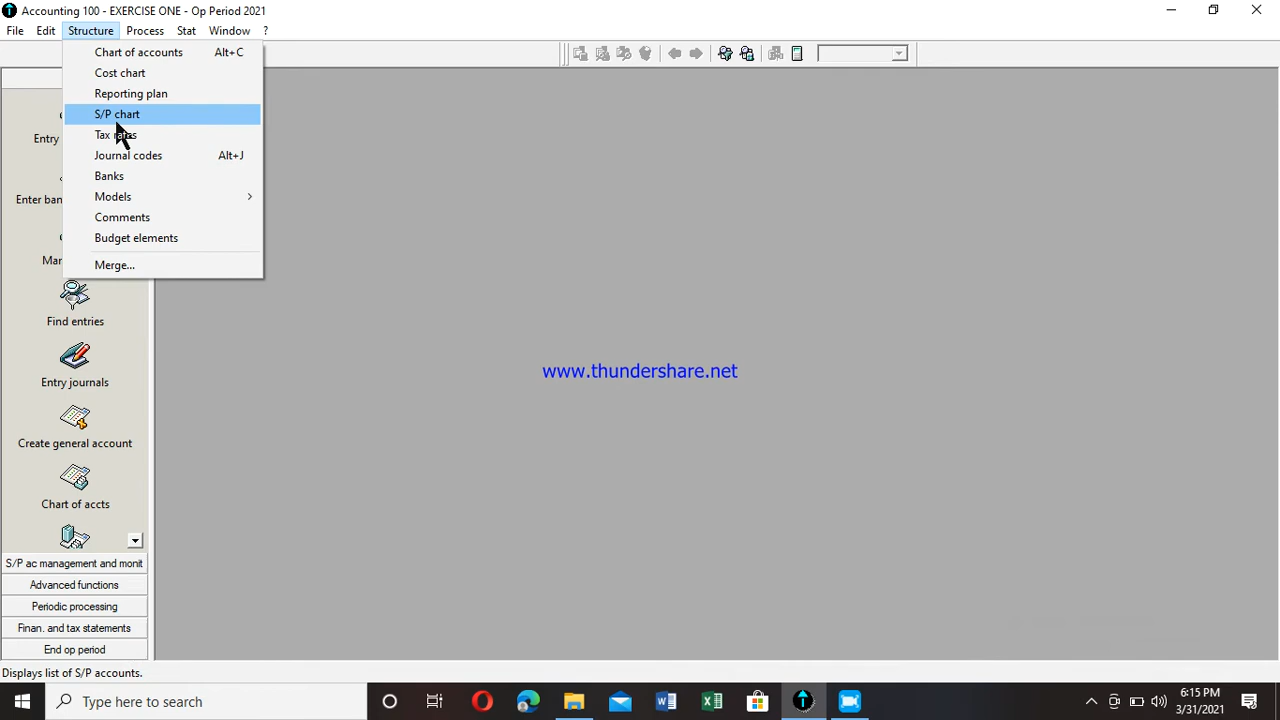 Accounting 100 - EXERCISE ONE - Op Period 2021
File Edit Structure Process Stat Window ?
Chart of accounts Alt+C
Cost chart
Reporting plan
S/P chart
Tax rates
Journal codes Alt+J
Banks
Models
Comments
Budget elements
Merge...
Entry
Enter ban
Mar
Find entries
Entry journals
Create general account
Chart of accts
S/P ac management and monit
Advanced functions
Periodic processing
Finan. and tax statements
End op period
www.thundershare.net
Displays list of S/P accounts.
Type here to search
6:15 PM
3/31/2021